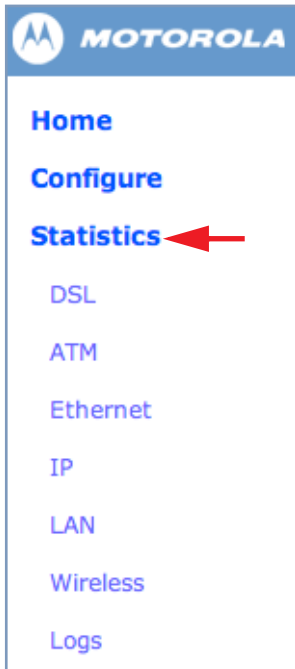 MOTOROLA
Home
Configure
Statistics
DSL
ATM
Ethernet
IP
LAN
Wireless
Logs